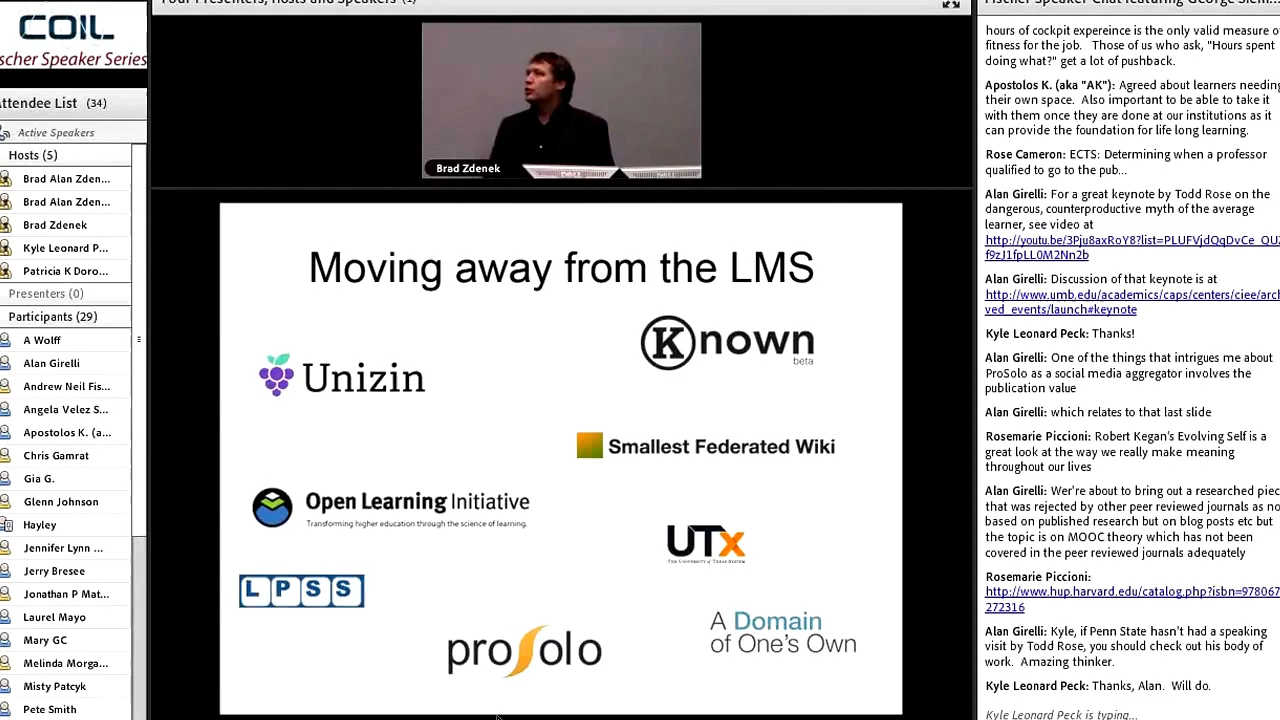 COIL
scher Speaker Series
Attendee List (34)
Active Speakers
Hosts (5)
Brad Alan Zden...
Brad Alan Zden...
Brad Zdenek
Kyle Leonard P...
Patricia K Doro...
Presenters (0)
Participants (29)
A Wolff
Alan Girelli
Andrew Neil Fis...
Angela Velez S...
Apostolos K. (a...
Chris Gamrat
Gia G.
Glenn Johnson
Hayley
Jennifer Lynn ...
Jerry Bresee
Jonathan P Mat...
Laurel Mayo
Mary GC
Melinda Morga...
Misty Patcyk
Pete Smith
Your Presenters, Hosts and Speakers (1)
Brad Zdenek
Moving away from the LMS
Unizin
Known
beta
Smallest Federated Wiki
Open Learning Initiative
Transforming higher education through the science of learning.
UTx
THE UNIVERSITY OF TEXAS SYSTEM
LPSS
proSolo
A Domain
of One's Own
Fischer Speaker Chat featuring George Siem...
hours of cockpit expereince is the only valid measure o
fitness for the job. Those of us who ask, "Hours spent
doing what?" get a lot of pushback.
Apostolos K. (aka "AK"): Agreed about learners needing
their own space. Also important to be able to take it
with them once they are done at our institutions as it
can provide the foundation for life long learning.
Rose Cameron: ECTS: Determining when a professor
qualified to go to the pub...
Alan Girelli: For a great keynote by Todd Rose on the
dangerous, counterproductive myth of the average
learner, see video at
http://youtu.be/3Pju8axRoY8?list=PLUFVjdQqDvCe_QUZ
f9zJ1fpLL0M2Nn2b
Alan Girelli: Discussion of that keynote is at
http://www.umb.edu/academics/caps/centers/ciee/arch
ved_events/launch#keynote
Kyle Leonard Peck: Thanks!
Alan Girelli: One of the things that intrigues me about
ProSolo as a social media aggregator involves the
publication value
Alan Girelli: which relates to that last slide
Rosemarie Piccioni: Robert Kegan's Evolving Self is a
great look at the way we really make meaning
throughout our lives
Alan Girelli: Wer're about to bring out a researched piec
that was rejected by other peer reviewed journals as no
based on published research but on blog posts etc but
the topic is on MOOC theory which has not been
covered in the peer reviewed journals adequately
Rosemarie Piccioni:
http://www.hup.harvard.edu/catalog.php?isbn=978067
272316
Alan Girelli: Kyle, if Penn State hasn't had a speaking
visit by Todd Rose, you should check out his body of
work. Amazing thinker.
Kyle Leonard Peck: Thanks, Alan. Will do.
Kyle Leonard Peck is typing...